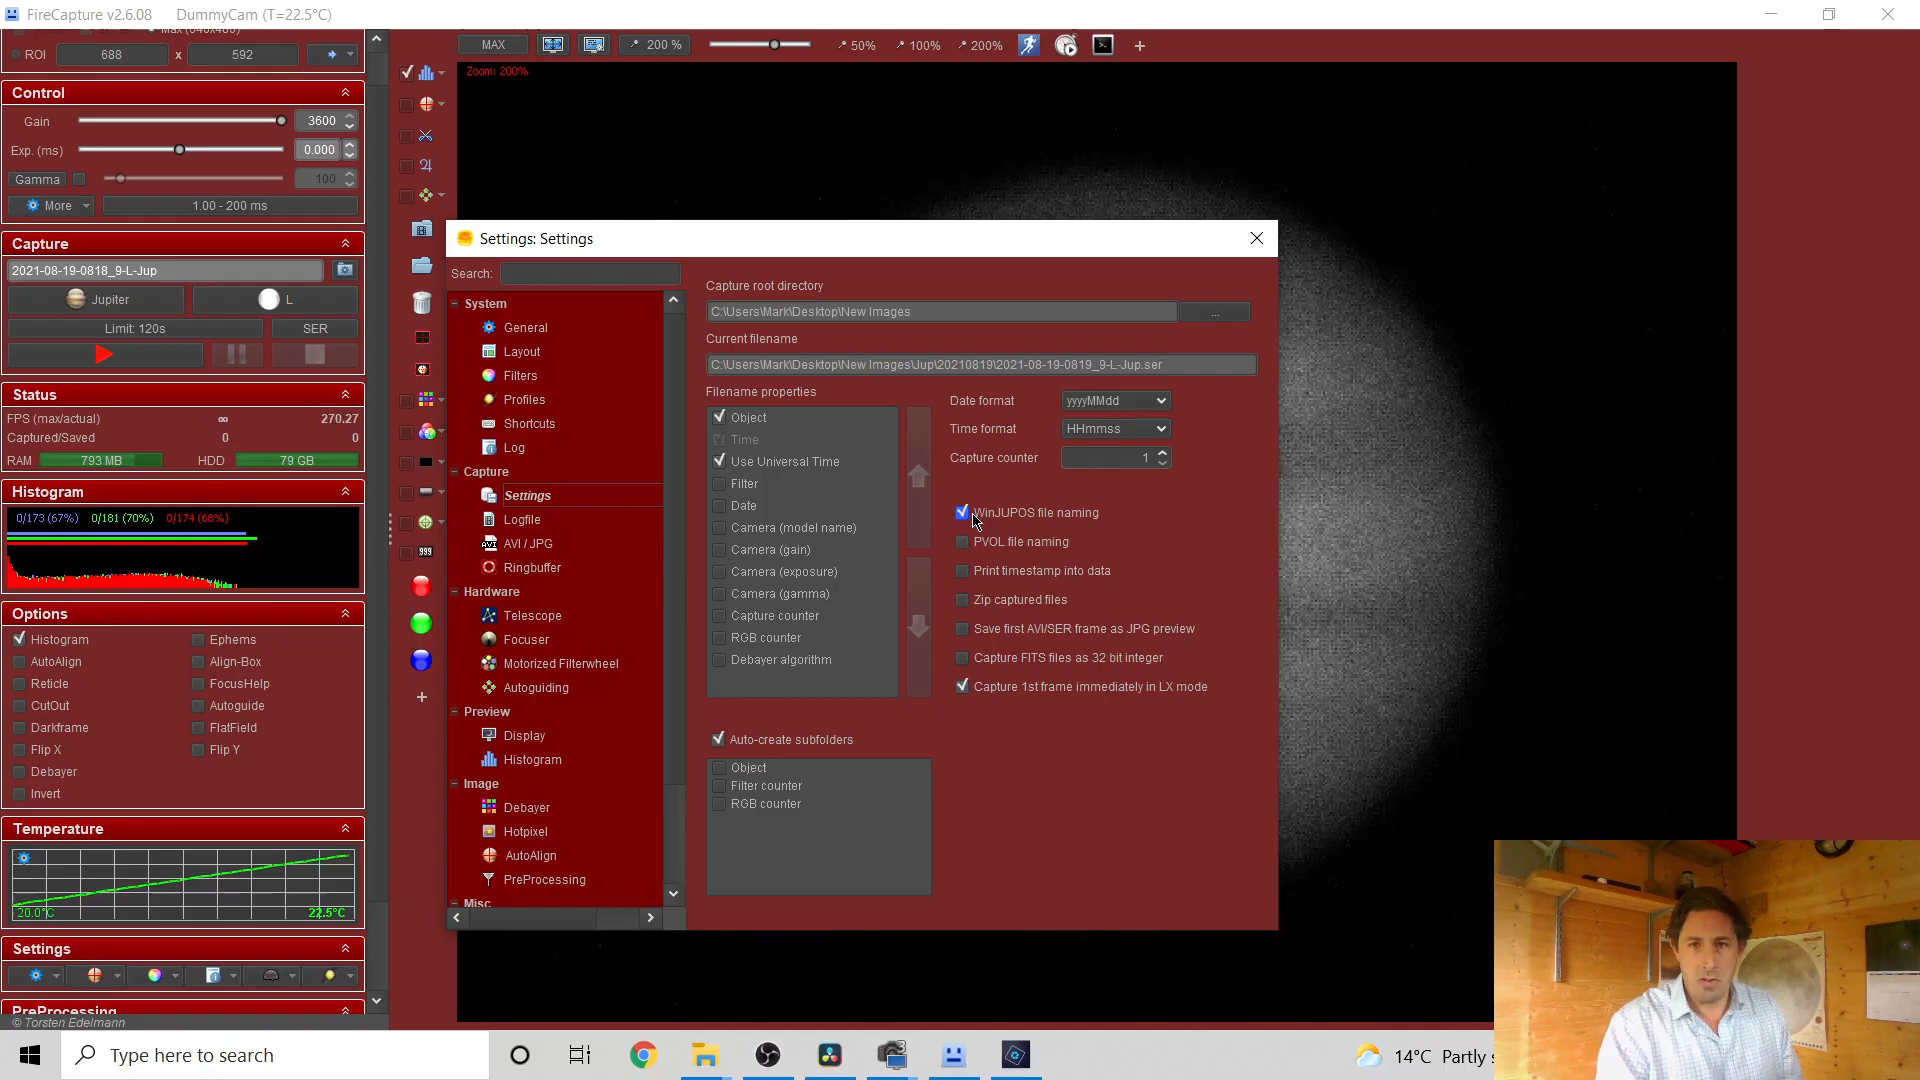 FireCapture v2.6.08 DummyCam (T=22.5°C)
Max (640x480)
ROI 688 x 592
MAX 200 % 50% 100% 200% +
Zoom: 200%
Control
Gain 3600
Exp. (ms) 0.000
Gamma 100
More 1.00 - 200 ms
Capture
2021-08-19-0818_9-L-Jup
Jupiter L
Limit: 120s SER
Status
FPS (max/actual) ∞ 270.27
Captured/Saved 0 0
RAM 793 MB HDD 79 GB
Histogram
0/173 (67%) 0/181 (70%) 0/174 (68%)
Options
Histogram Ephems
AutoAlign Align-Box
Reticle FocusHelp
CutOut Autoguide
Darkframe FlatField
Flip X Flip Y
Debayer
Invert
Temperature
20.0°C 22.5°C
Settings
PreProcessing
© Torsten Edelmann
999
+
Settings: Settings
Search:
System
General
Layout
Filters
Profiles
Shortcuts
Log
Capture
Settings
Logfile
AVI / JPG
Ringbuffer
Hardware
Telescope
Focuser
Motorized Filterwheel
Autoguiding
Preview
Display
Histogram
Image
Debayer
Hotpixel
AutoAlign
PreProcessing
Misc
Capture root directory
C:\Users\Mark\Desktop\New Images ...
Current filename
C:\Users\Mark\Desktop\New Images\Jup\20210819\2021-08-19-0819_9-L-Jup.ser
Filename properties
Object
Time
Use Universal Time
Filter
Date
Camera (model name)
Camera (gain)
Camera (exposure)
Camera (gamma)
Capture counter
RGB counter
Debayer algorithm
Date format yyyyMMdd
Time format HHmmss
Capture counter 1
WinJUPOS file naming
PVOL file naming
Print timestamp into data
Zip captured files
Save first AVI/SER frame as JPG preview
Capture FITS files as 32 bit integer
Capture 1st frame immediately in LX mode
Auto-create subfolders
Object
Filter counter
RGB counter
Type here to search
14°C Partly s